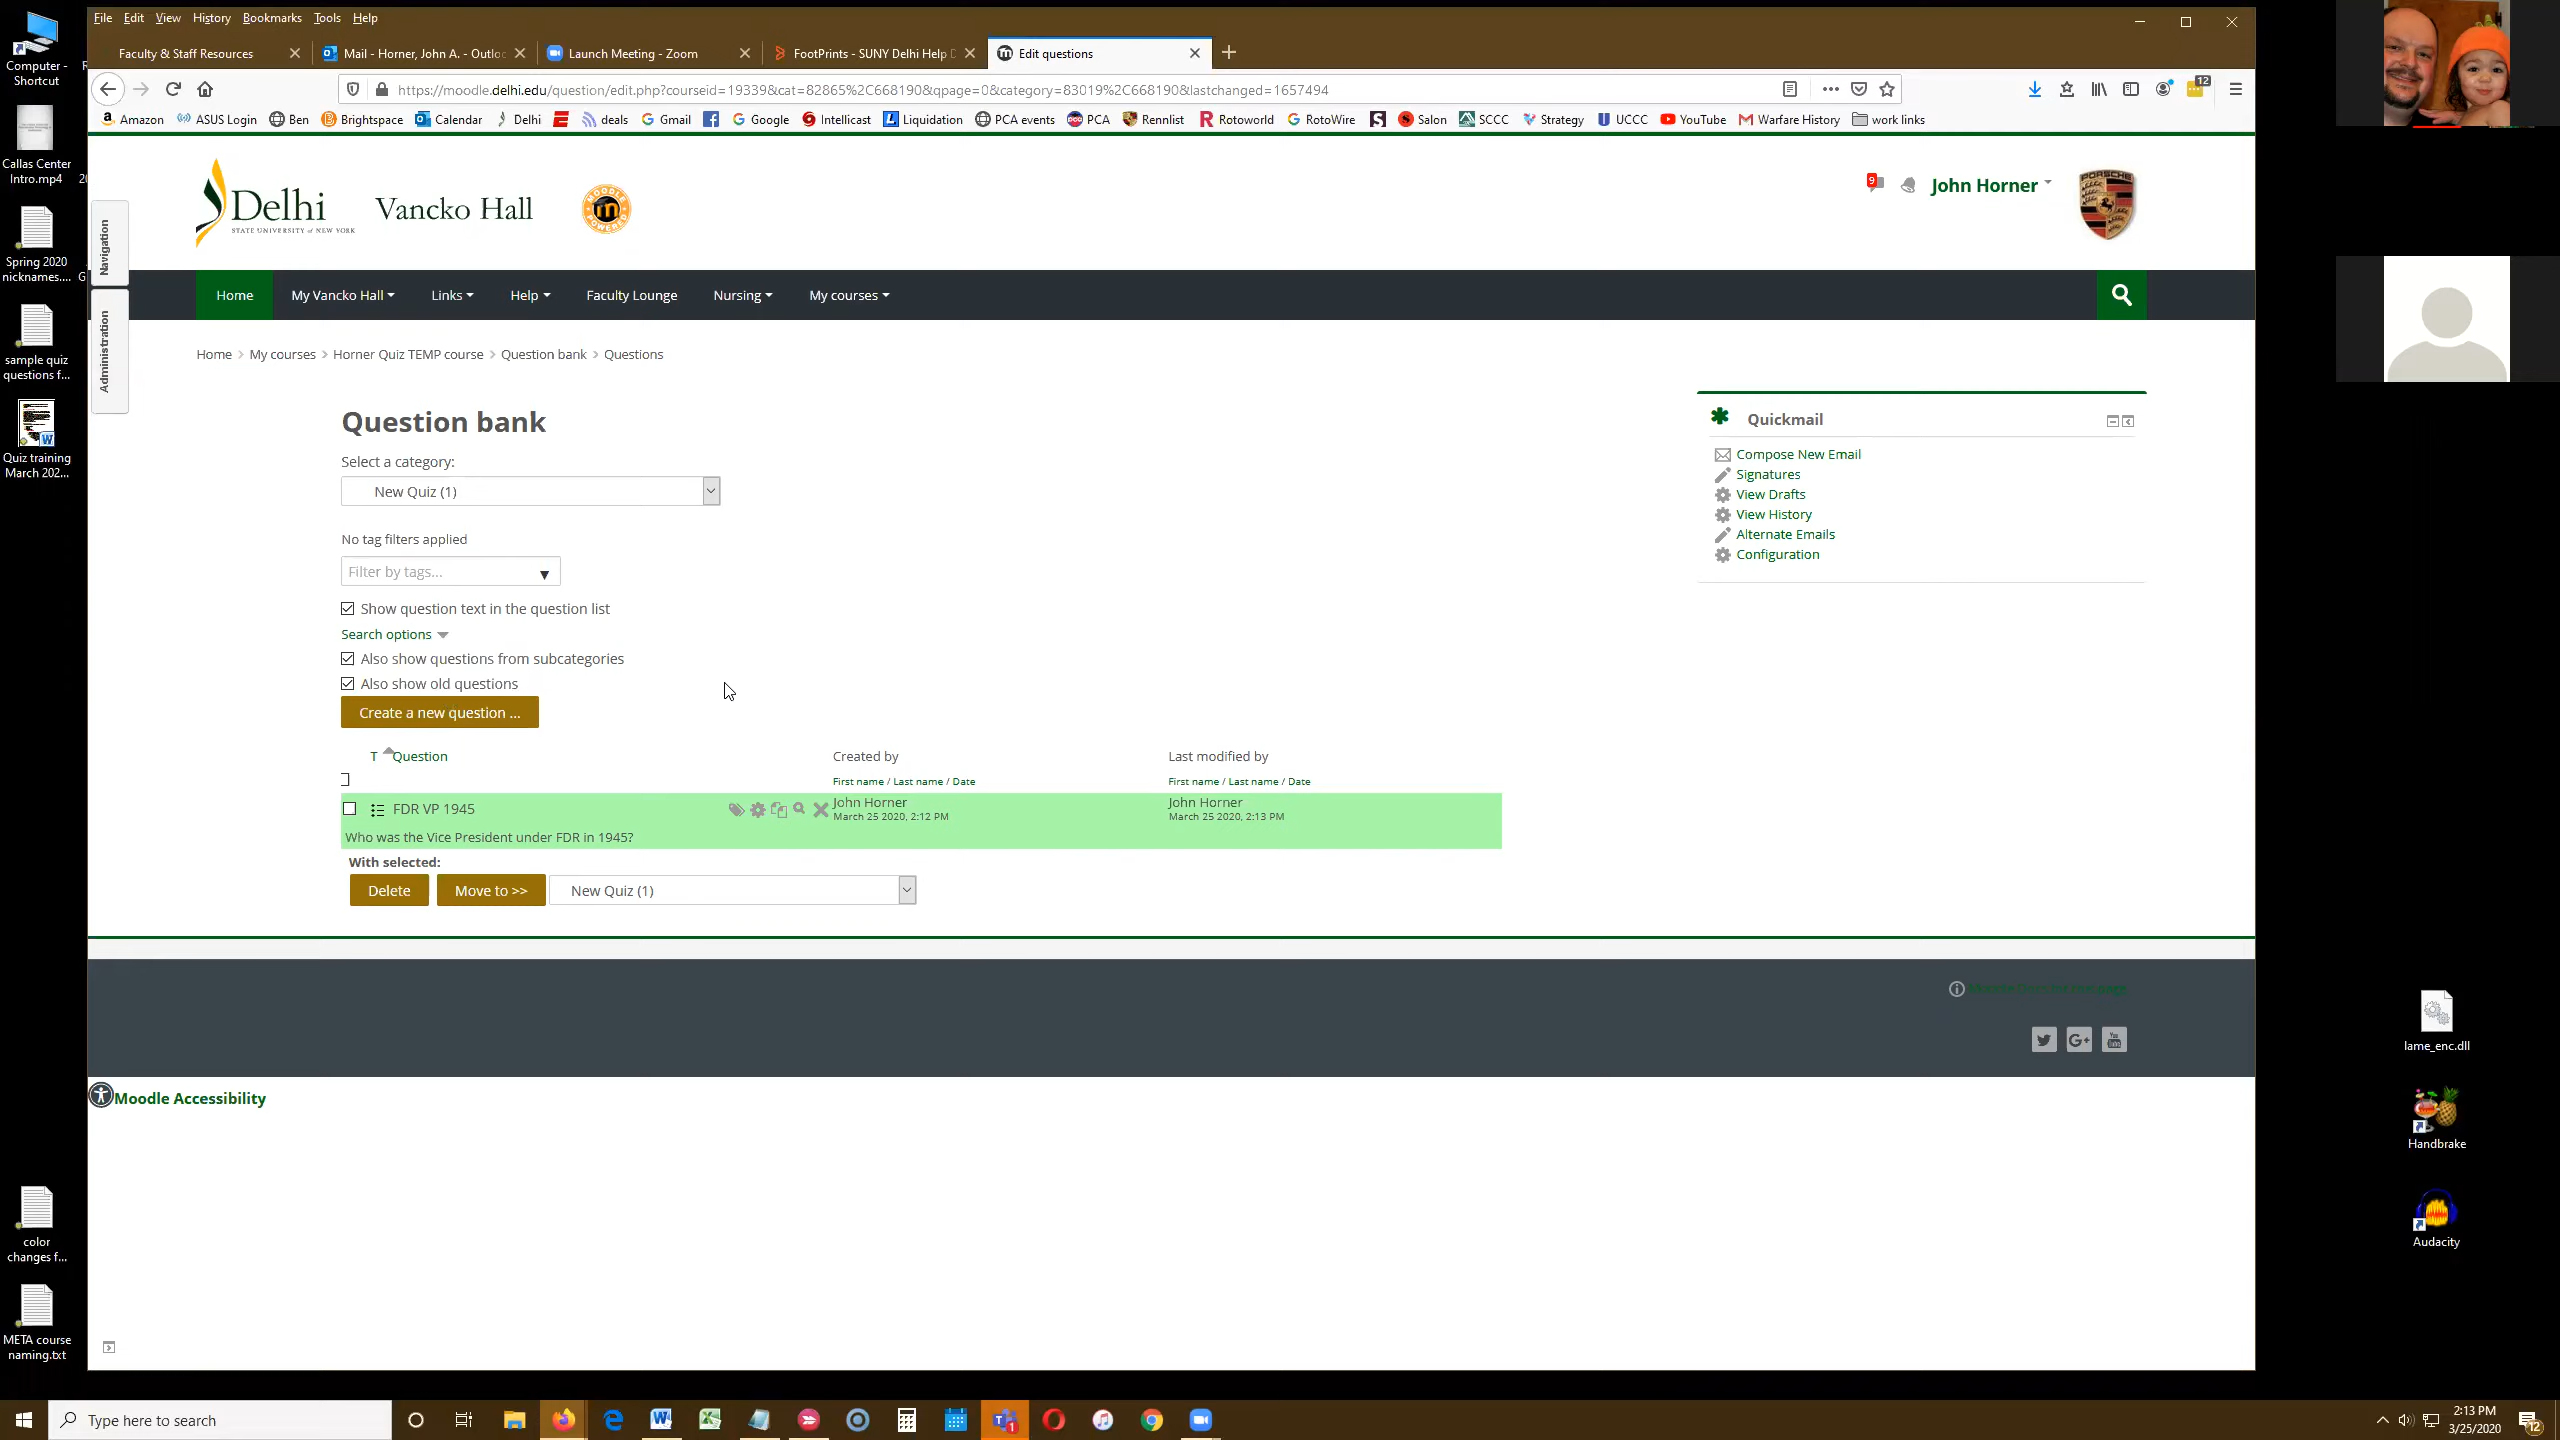 File Edit View History Bookmarks Tools Help
Faculty & Staff Resources
Mail - Horner, John A. - Outlo
Launch Meeting - Zoom
FootPrints - SUNY Delhi Help D
Edit questions
https://moodle.delhi.edu/question/edit.php?courseid=19339&cat=82865%2C668190&qpage=0&category=83019%2C668190&lastchanged=1657494
12
Amazon ASUS Login Ben Brightspace Calendar Delhi deals Gmail Google Intellicast Liquidation PCA events PCA Rennlist Rotoworld RotoWire Salon SCCC Strategy UCCC YouTube Warfare History work links
Computer - Shortcut
Callas Center Intro.mp4
Spring 2020 nicknames....
sample quiz questions f...
Quiz training March 202...
color changes f...
META course naming.txt
Navigation
Administration
Delhi
STATE UNIVERSITY of NEW YORK
Vancko Hall
MOODLE
POWERED
9
John Horner
PORSCHE
Home My Vancko Hall Links Help Faculty Lounge Nursing My courses
Home > My courses > Horner Quiz TEMP course > Question bank > Questions
Question bank
Select a category:
New Quiz (1)
No tag filters applied
Filter by tags...
Show question text in the question list
Search options
Also show questions from subcategories
Also show old questions
Create a new question ...
T Question Created by Last modified by
First name / Last name / Date First name / Last name / Date
FDR VP 1945 John Horner John Horner
March 25 2020, 2:12 PM March 25 2020, 2:13 PM
Who was the Vice President under FDR in 1945?
With selected:
Delete Move to >> New Quiz (1)
Quickmail
Compose New Email
Signatures
View Drafts
View History
Alternate Emails
Configuration
Moodle Accessibility
lame_enc.dll
Handbrake
Audacity
Type here to search
2:13 PM
3/25/2020
12